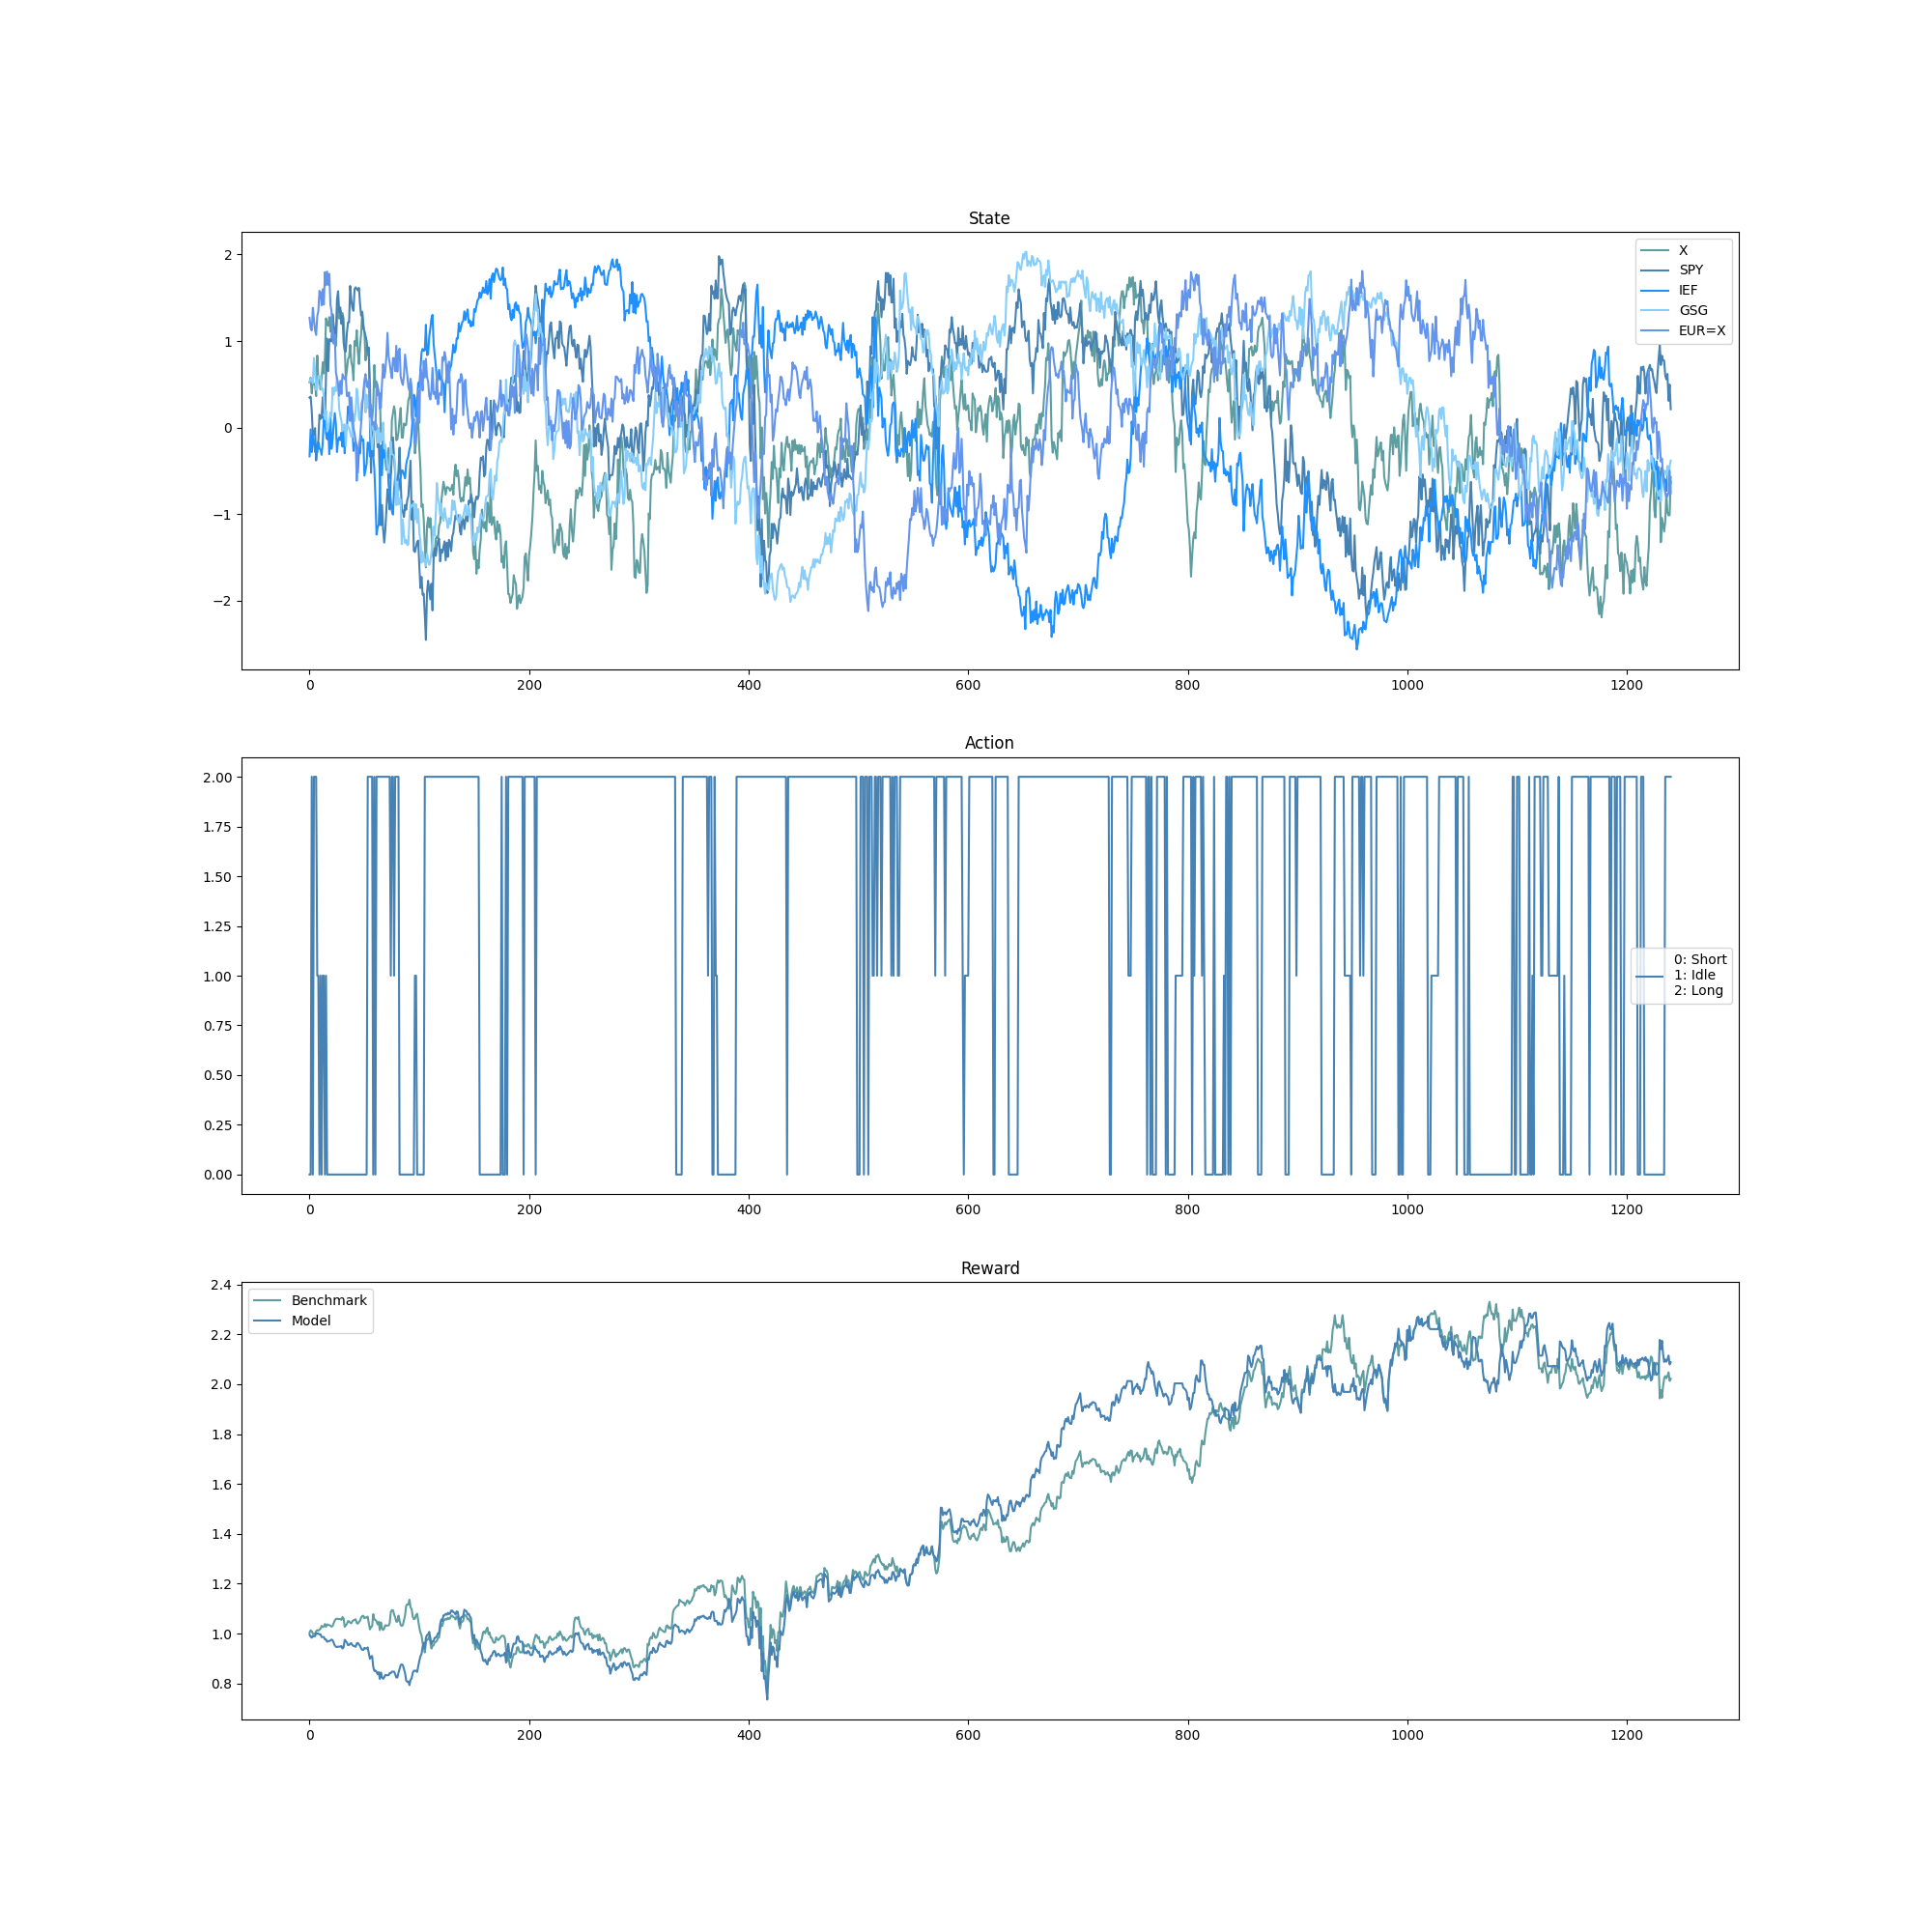 State
2
1
0
−1
−2
X
SPY
IEF
GSG
EUR=X
0 200 400 600 800 1000 1200
Action
2.00
1.75
1.50
1.25
1.00
0.75
0.50
0.25
0.00
0: Short
1: Idle
2: Long
0 200 400 600 800 1000 1200
Reward
2.4
2.2
2.0
1.8
1.6
1.4
1.2
1.0
0.8
Benchmark
Model
0 200 400 600 800 1000 1200